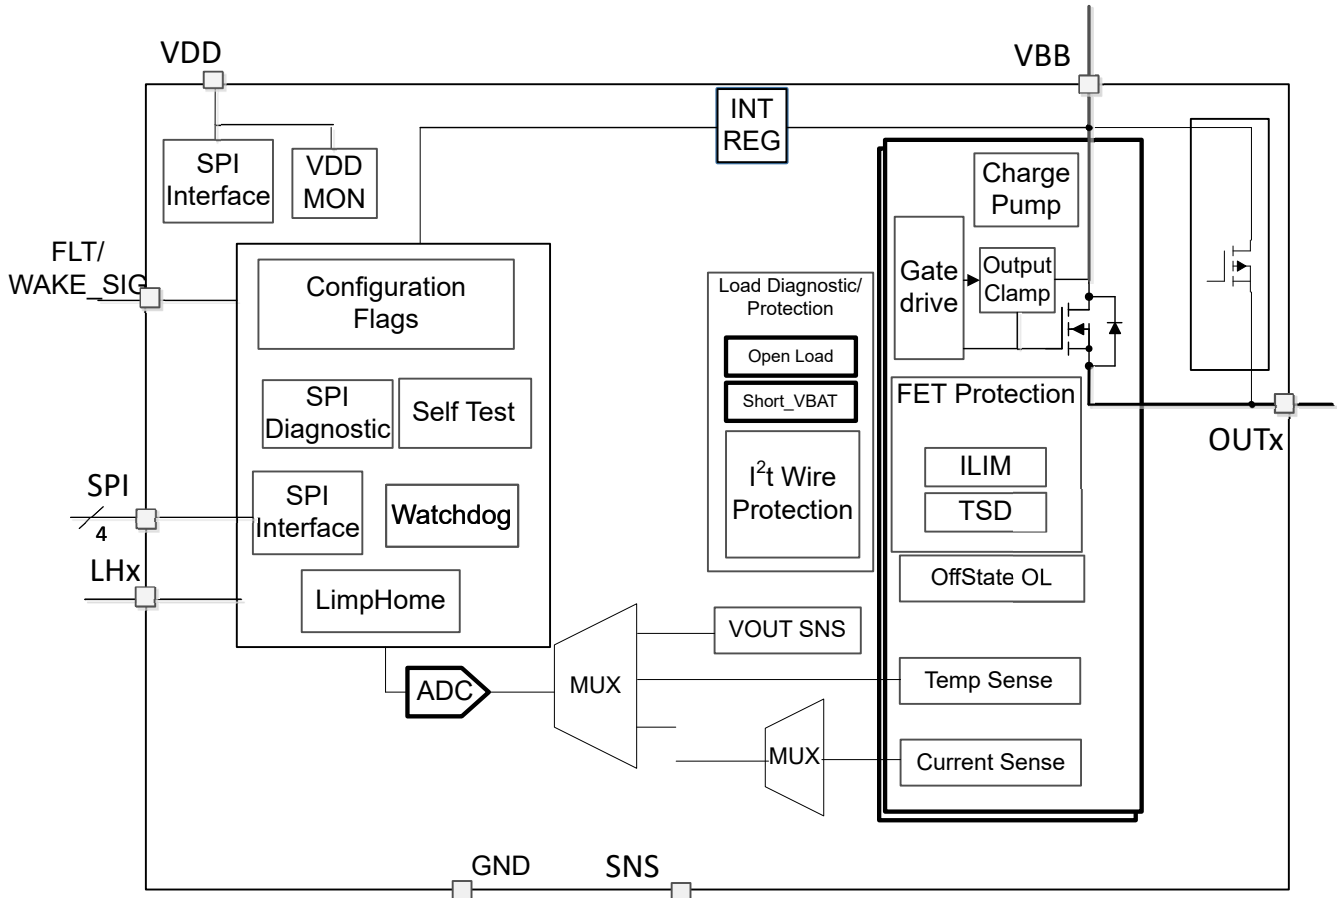 VDD
VBB
INT
REG
SPI
Interface
VDD
MON
Charge
Pump
FLT/
WAKE_SIG
Configuration
Flags
Gate
drive
Output
Clamp
Load Diagnostic/
Protection
Open Load
Short_VBAT
I²t Wire
Protection
SPI
Diagnostic
Self Test
FET Protection
ILIM
TSD
OUTx
SPI
4
SPI
Interface
Watchdog
LHx
LimpHome
OffState OL
VOUT SNS
ADC
MUX
Temp Sense
MUX
Current Sense
GND
SNS